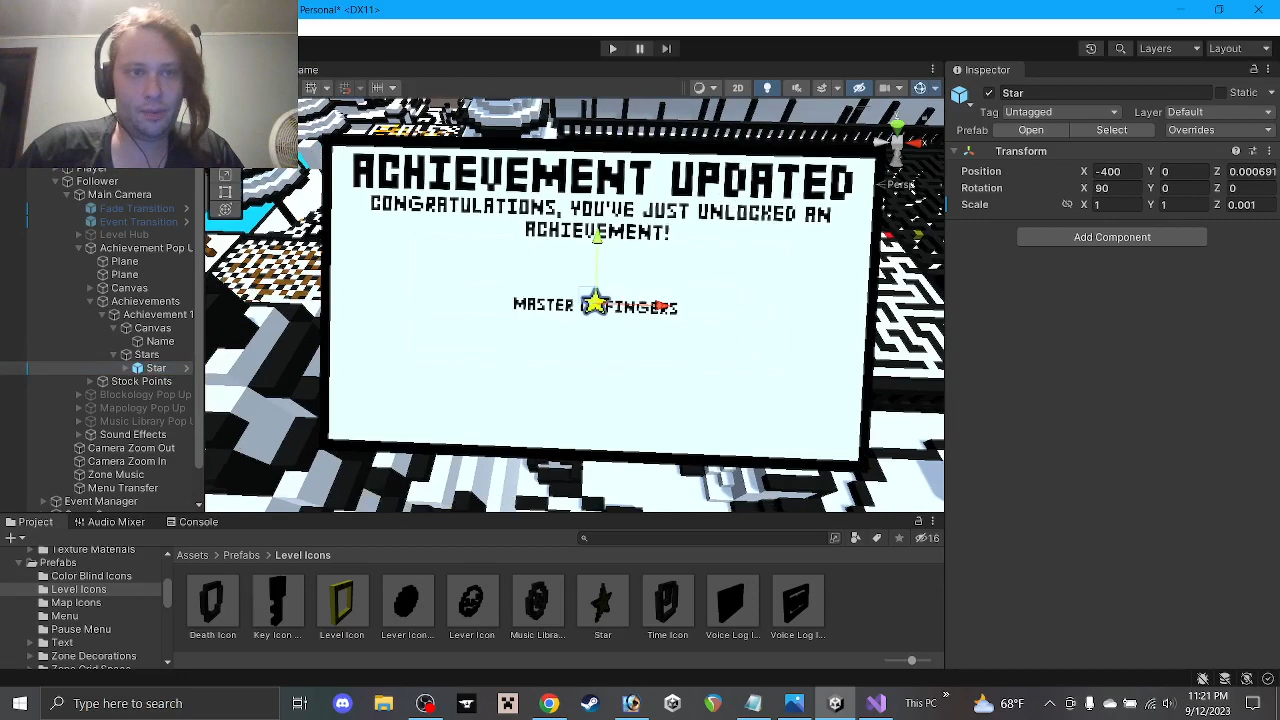 Personal* <DX11>
Layers
Layout
ame
2D
Persp
x
ACHIEVEMENT UPDATED
CONGRATULATIONS, YOU'VE JUST UNLOCKED AN
ACHIEVEMENT!
MASTER FINGERS
Follower
Main Camera
Fade Transition
Event Transition
Level Hub
Achievement Pop U
Plane
Plane
Canvas
Achievements
Achievement 1
Canvas
Name
Stars
Star
Stock Points
Blockology Pop Up
Mapology Pop Up
Music Library Pop U
Sound Effects
Camera Zoom Out
Camera Zoom In
Zone Music
Menu Transfer
Event Manager
Inspector
Star
Static
Tag Untagged Layer Default
Prefab Open Select Overrides
Transform
Position X -400 Y 0 Z 0.000691
Rotation X 90 Y 0 Z 0
Scale X 1 Y 1 Z 0.001
Add Component
Project Audio Mixer Console
16
Assets > Prefabs > Level Icons
Texture Materials
Prefabs
Color Blind Icons
Level Icons
Map Icons
Menu
Pause Menu
Text
Zone Decorations
Zone Grid Space
Death Icon Key Icon ... Level Icon Lever Icon... Lever Icon Music Libra... Star Time Icon Voice Log I... Voice Log I...
Type here to search
This PC
68°F
11:21 PM
9/12/2023